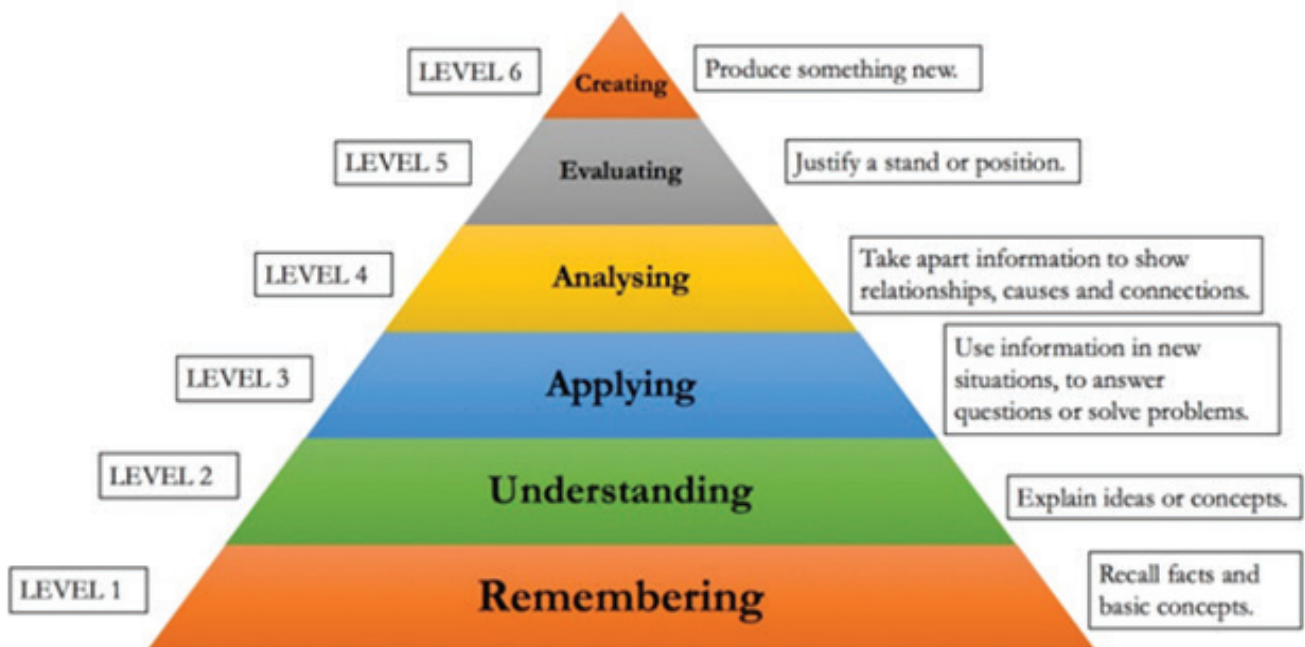 LEVEL 6
Creating
Produce something new.
LEVEL 5
Evaluating
Justify a stand or position.
LEVEL 4
Analysing
Take apart information to show
relationships, causes and connections.
LEVEL 3
Applying
Use information in new
situations, to answer
questions or solve problems.
LEVEL 2
Understanding
Explain ideas or concepts.
LEVEL 1
Remembering
Recall facts and
basic concepts.